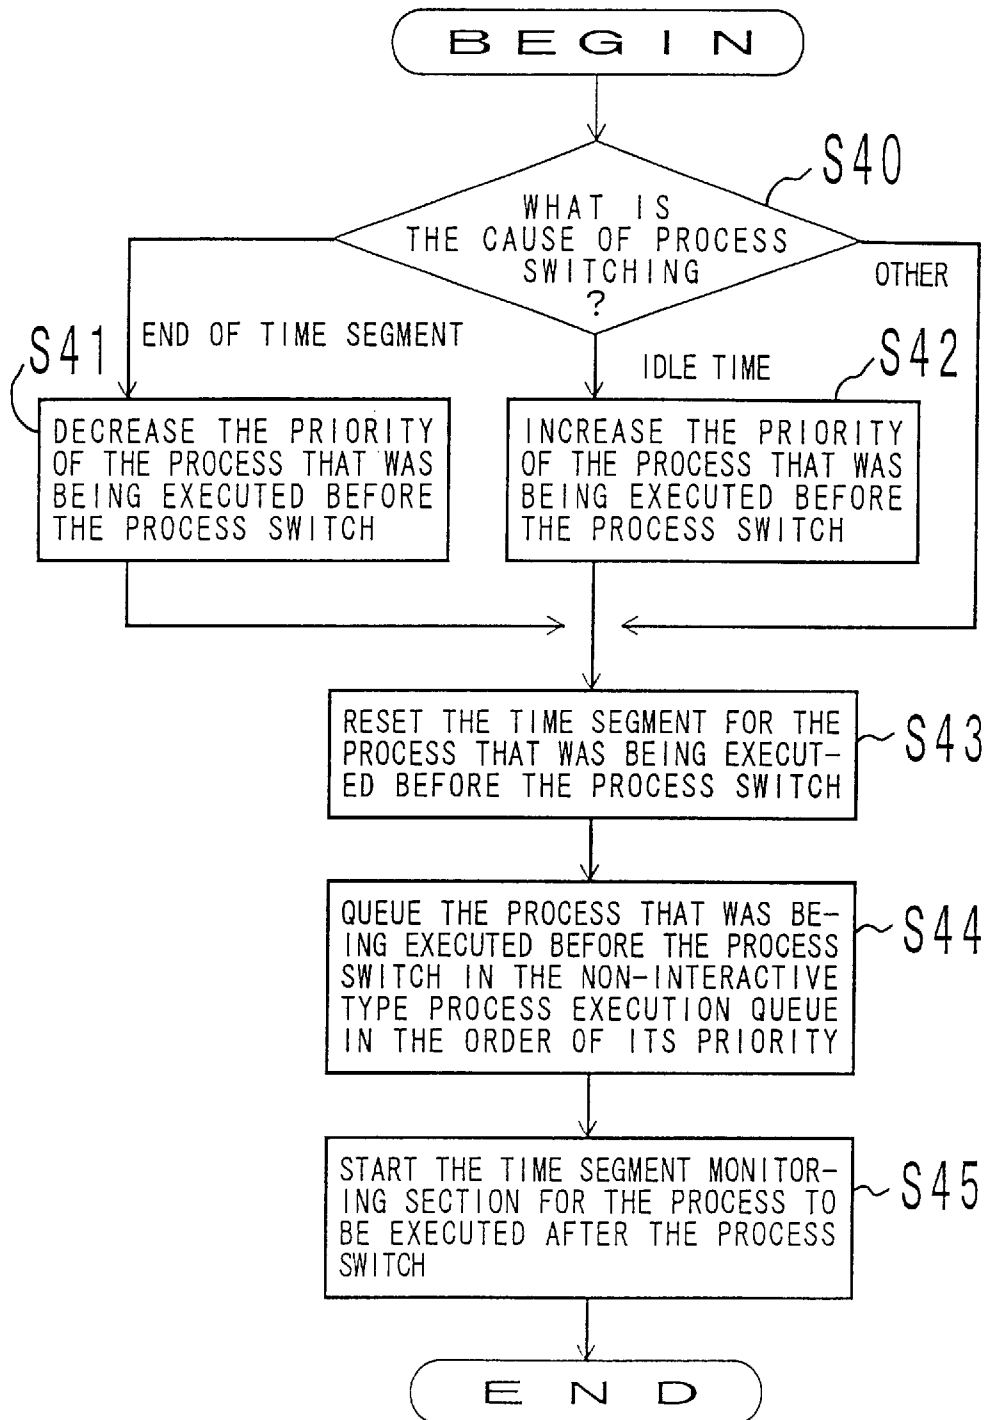 BEGIN
S40
WHAT IS
THE CAUSE OF PROCESS
SWITCHING
?
OTHER
END OF TIME SEGMENT
S41
IDLE TIME
S42
DECREASE THE PRIORITY
OF THE PROCESS THAT WAS
BEING EXECUTED BEFORE
THE PROCESS SWITCH
INCREASE THE PRIORITY
OF THE PROCESS THAT WAS
BEING EXECUTED BEFORE
THE PROCESS SWITCH
RESET THE TIME SEGMENT FOR THE
PROCESS THAT WAS BEING EXECUT-
ED BEFORE THE PROCESS SWITCH
S43
QUEUE THE PROCESS THAT WAS BE-
ING EXECUTED BEFORE THE PROCESS
SWITCH IN THE NON-INTERACTIVE
TYPE PROCESS EXECUTION QUEUE
IN THE ORDER OF ITS PRIORITY
S44
START THE TIME SEGMENT MONITOR-
ING SECTION FOR THE PROCESS TO
BE EXECUTED AFTER THE PROCESS
SWITCH
S45
END